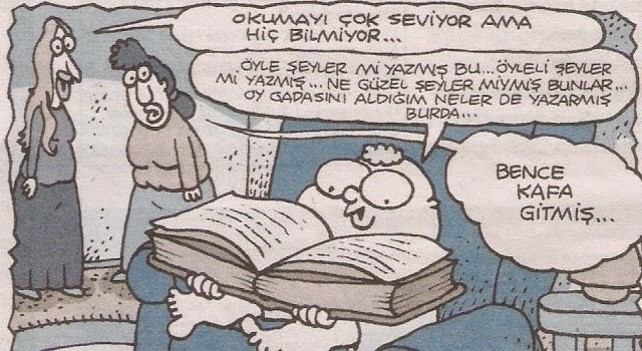 OKUMAYI ÇOK SEVİYOR AMA
HİÇ BİLMİYOR...
ÖYLE ŞEYLER Mİ YAZMIŞ BU...ÖYLELİ ŞEYLER
Mİ YAZMIŞ... NE GÜZEL ŞEYLER MİYMİŞ BUNLAR...
OY GADASINI ALDIĞIM NELER DE YAZARMIŞ
BURDA...
BENCE
KAFA
GİTMİŞ...